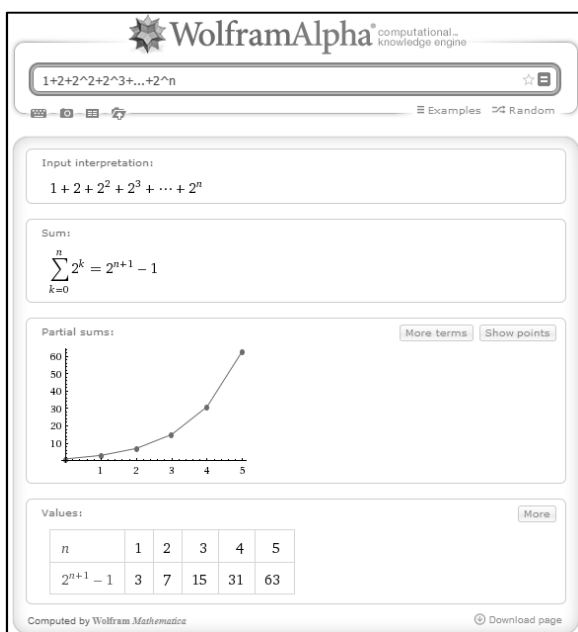 WolframAlpha computational... knowledge engine
1+2+2^2+2^3+...+2^n
Examples Random
Input interpretation:
1 + 2 + 2² + 2³ + ⋯ + 2ⁿ
Sum:
n
∑ 2ᵏ = 2ⁿ⁺¹ − 1
k=0
Partial sums:
More terms Show points
60
50
40
30
20
10
1 2 3 4 5
Values:
More
n 1 2 3 4 5
2ⁿ⁺¹ − 1 3 7 15 31 63
Computed by Wolfram Mathematica
Download page